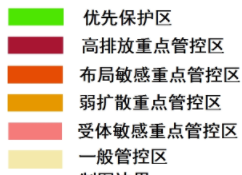 优先保护区
高排放重点管控区
布局敏感重点管控区
弱扩散重点管控区
受体敏感重点管控区
一般管控区